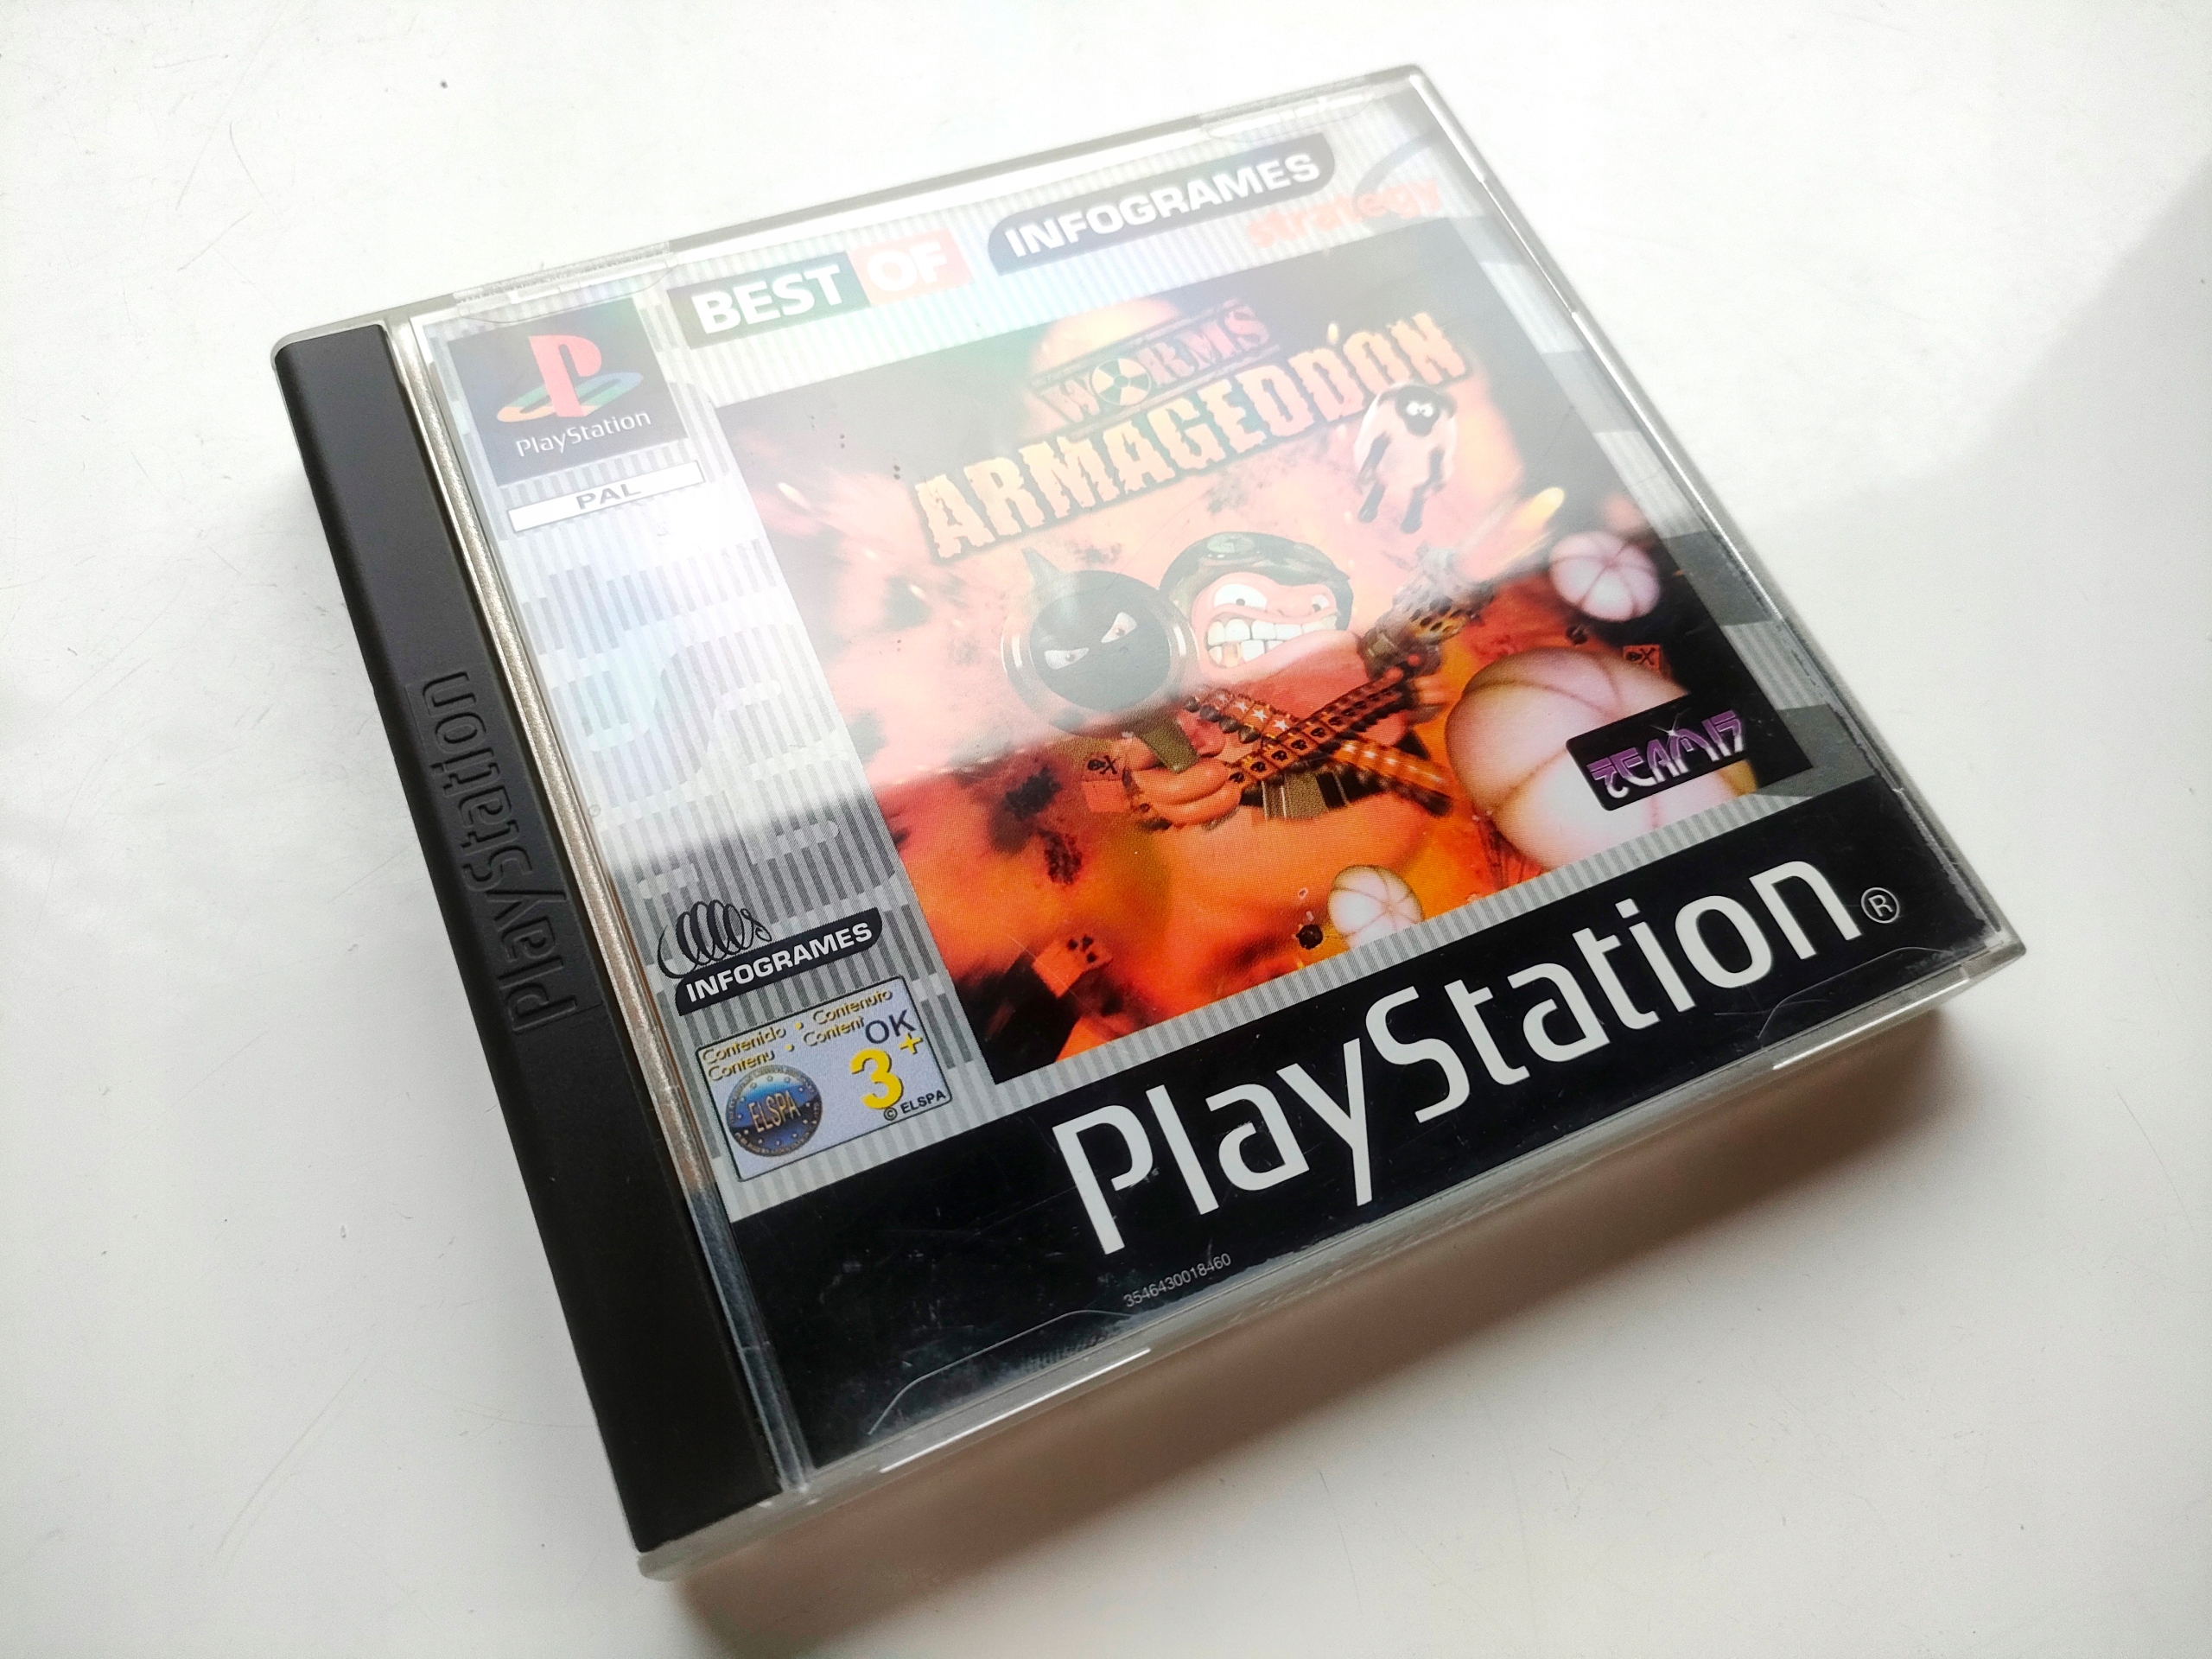 BEST OF INFOGRAMES
strategy
PlayStation
PAL
WORMS
ARMAGEDDON
TEAM17
PlayStation
INFOGRAMES
Contenido • Contenuto
Contenu • Content OK
3+
ELSPA
© ELSPA
PlayStation®
3546430018460